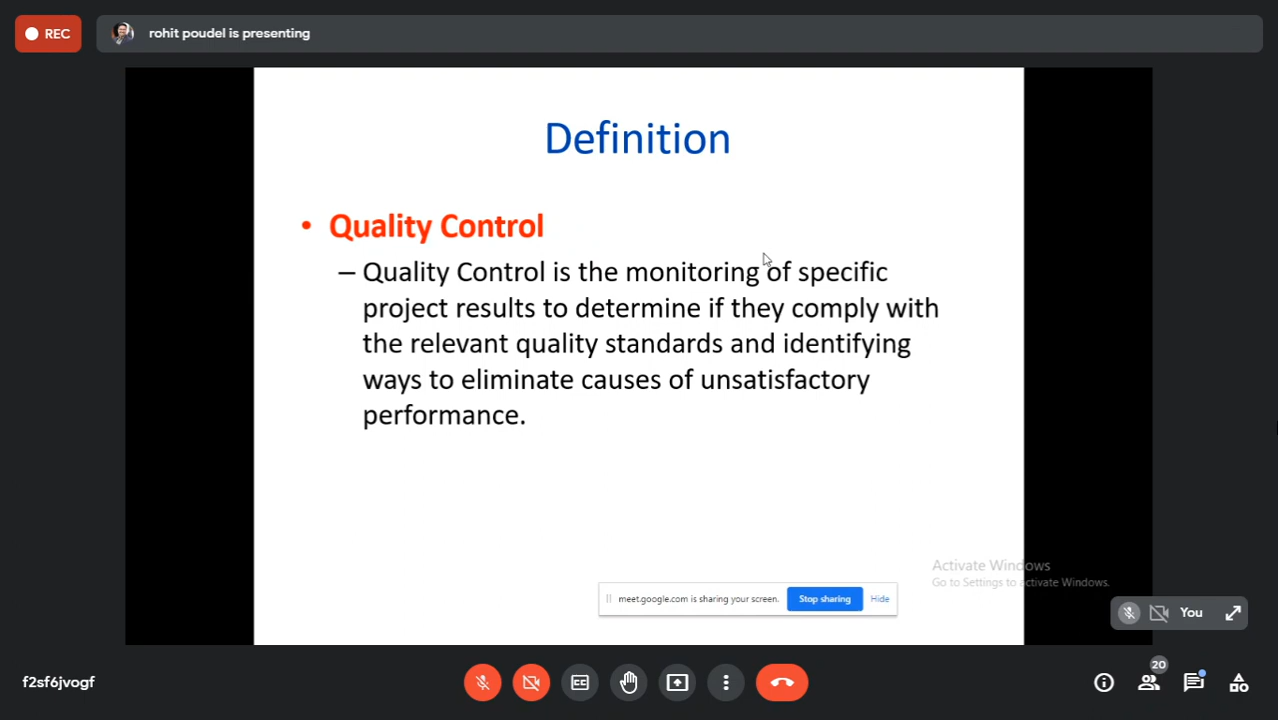 REC
rohit poudel is presenting
Definition
• Quality Control
– Quality Control is the monitoring of specific
project results to determine if they comply with
the relevant quality standards and identifying
ways to eliminate causes of unsatisfactory
performance.
Activate Windows
Go to Settings to activate Windows.
meet.google.com is sharing your screen. Stop sharing Hide
You
20
f2sf6jvogf
CC